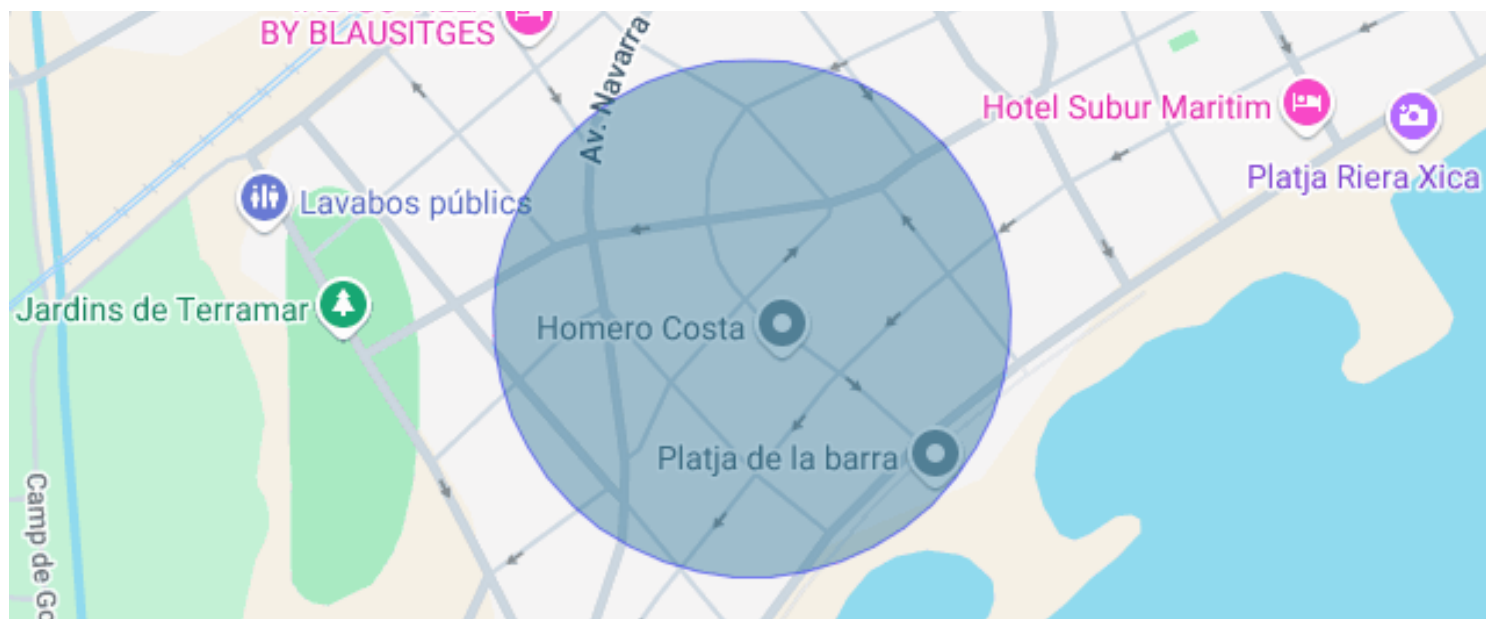 BY BLAUSITGES
Av. Navarra
Hotel Subur Maritim
Platja Riera Xica
Lavabos públics
Jardins de Terramar
Homero Costa
Platja de la barra
Camp de Go